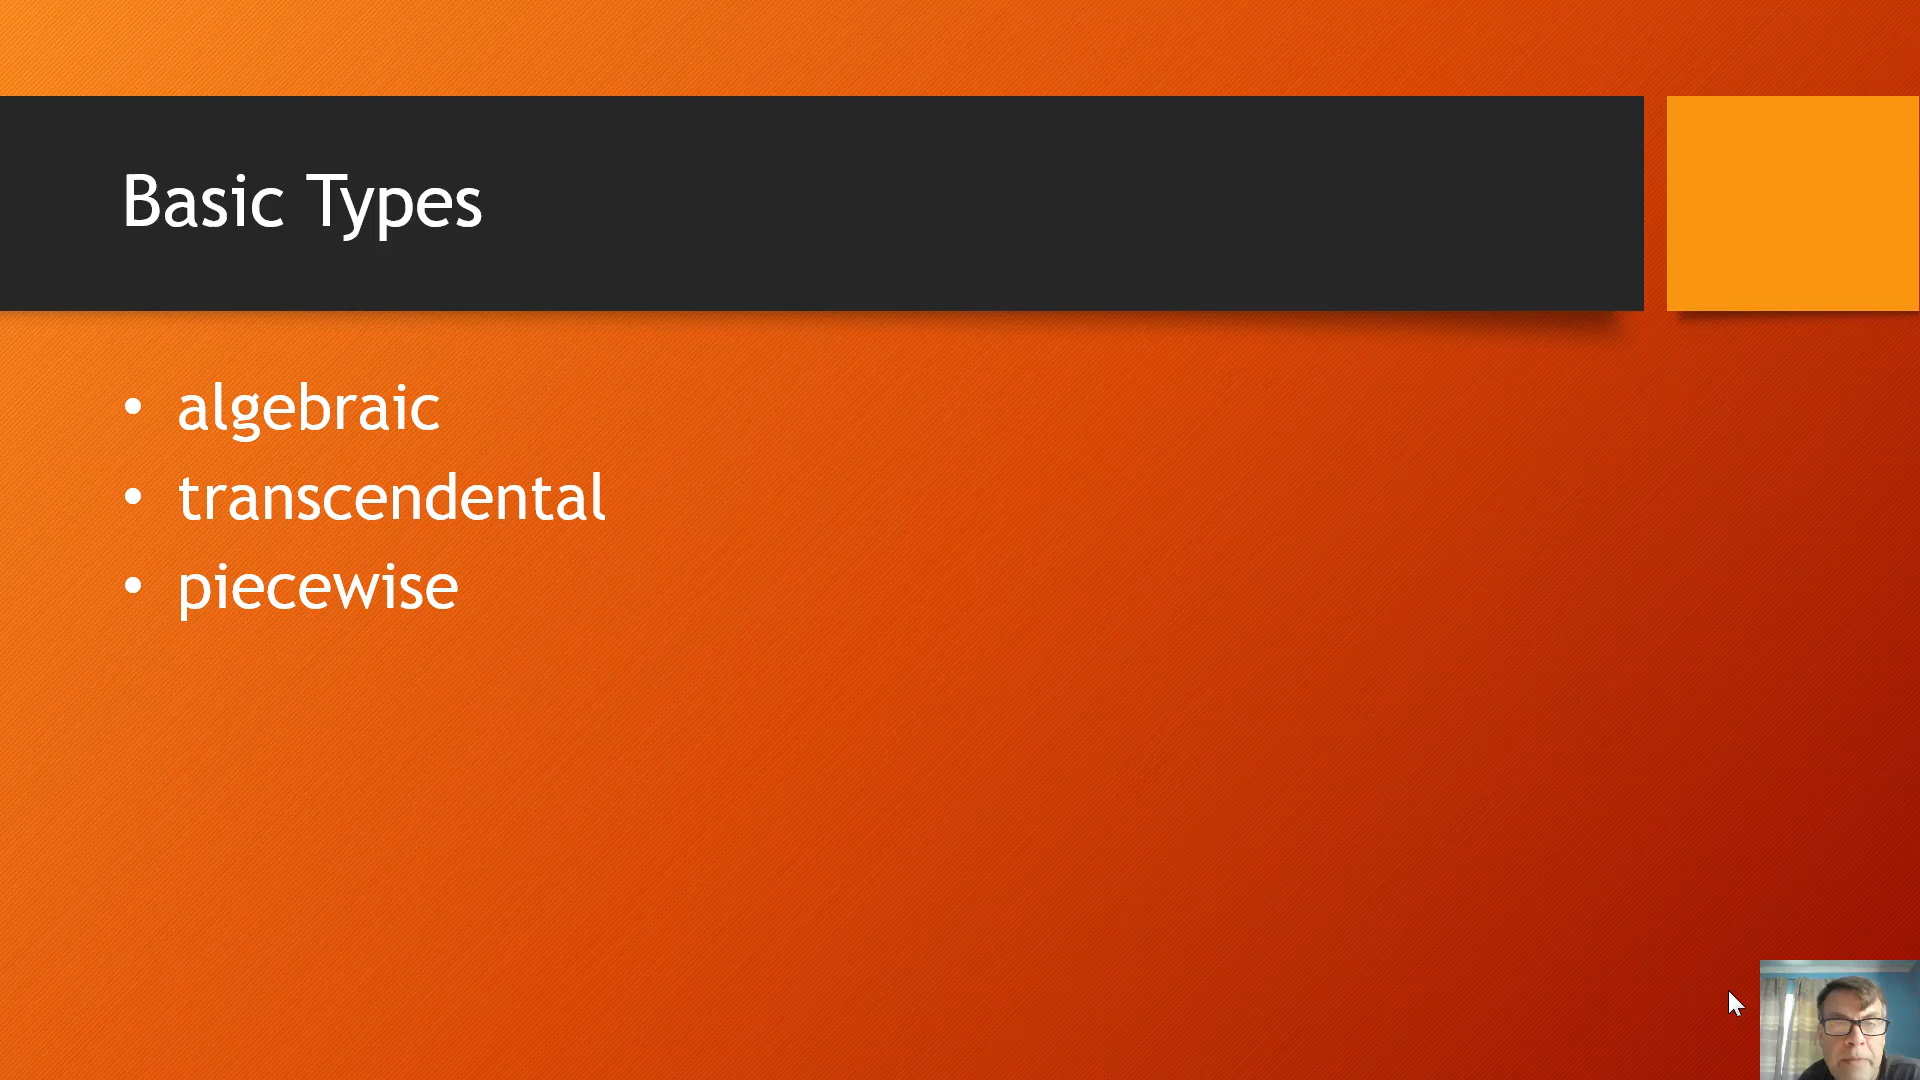 Basic Types
• algebraic
• transcendental
• piecewise